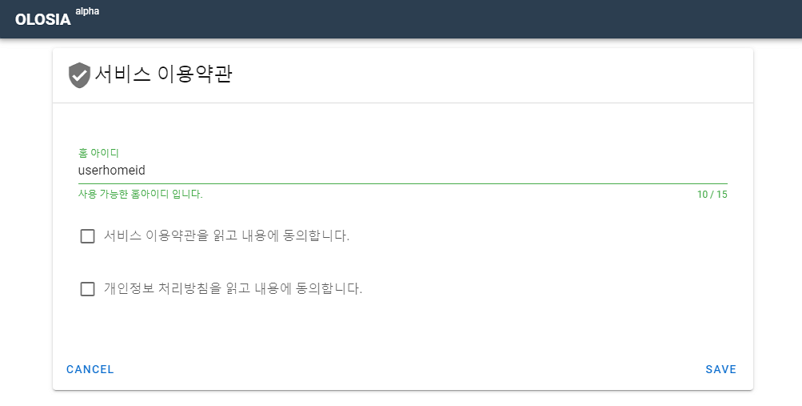 OLOSIA alpha
서비스 이용약관
홈 아이디
userhomeid
사용 가능한 홈아이디 입니다. 10 / 15
서비스 이용약관을 읽고 내용에 동의합니다.
개인정보 처리방침을 읽고 내용에 동의합니다.
CANCEL SAVE